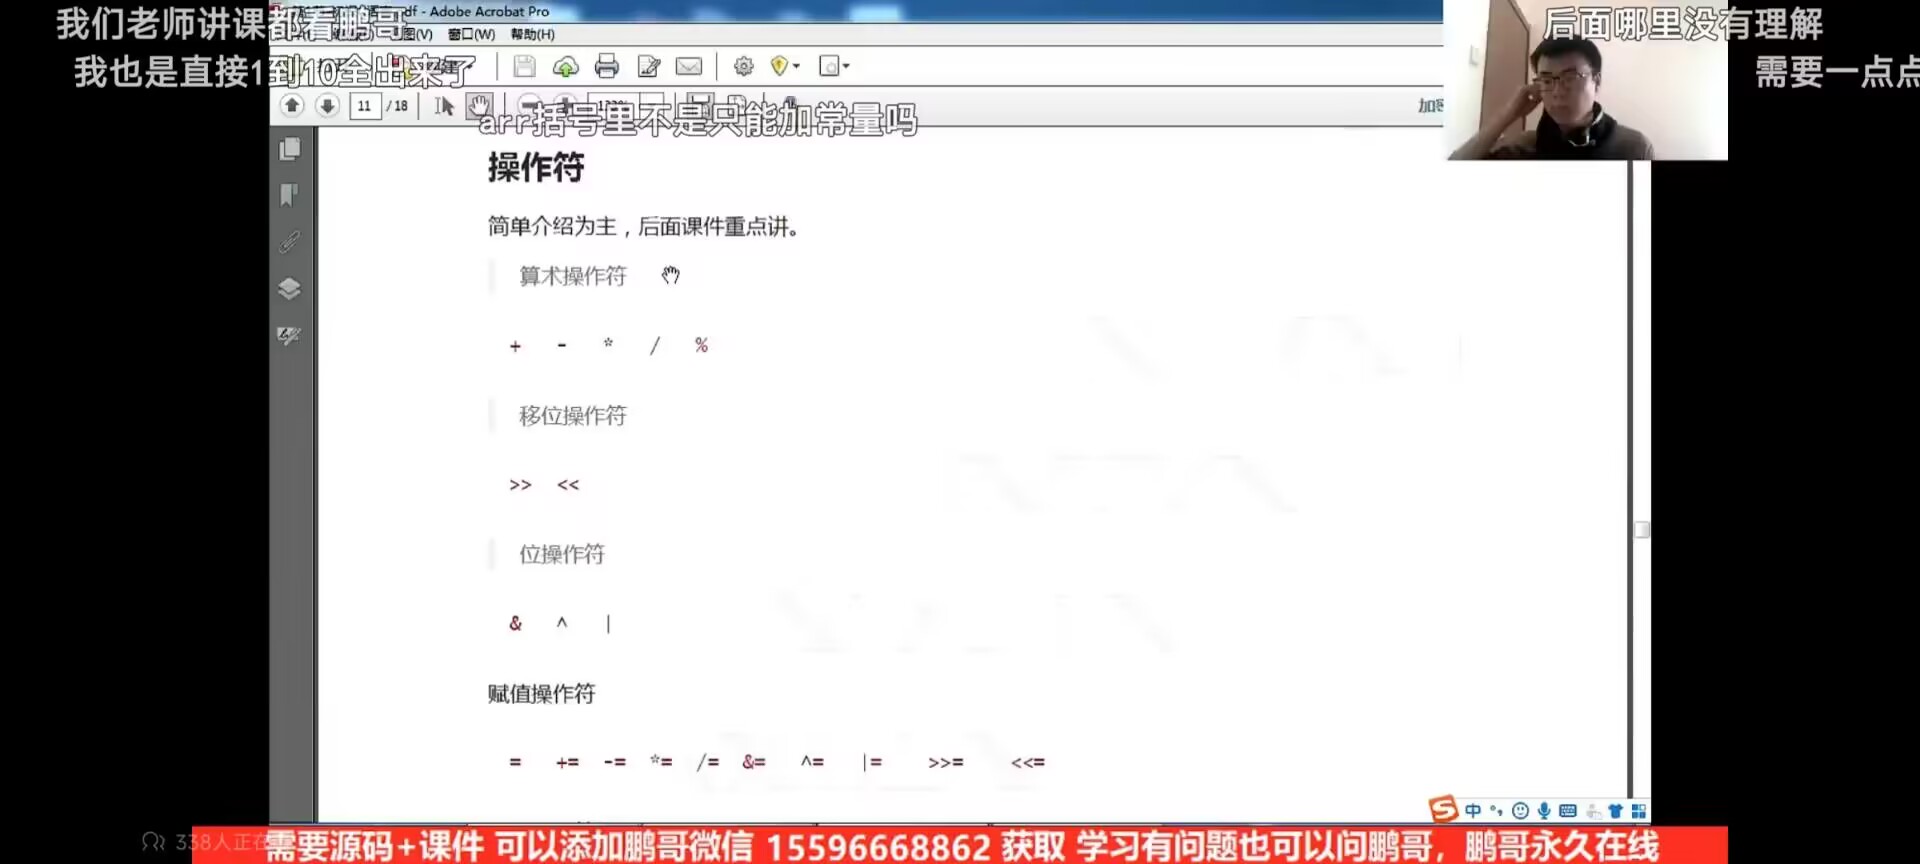 我们老师讲课都看鹏哥
后面哪里没有理解
df - Adobe Acrobat Pro
图(V) 窗口(W) 帮助(H)
我也是直接1到10全出来了
需要一点点
11 / 18
arr括号里不是只能加常量吗
操作符
简单介绍为主，后面课件重点讲。
算术操作符
+ - * / %
移位操作符
>> <<
位操作符
& ^ |
赋值操作符
= += -= *= /= &= ^= |= >>= <<=
中
338人正在
需要源码+课件 可以添加鹏哥微信 15596668862 获取 学习有问题也可以问鹏哥，鹏哥永久在线